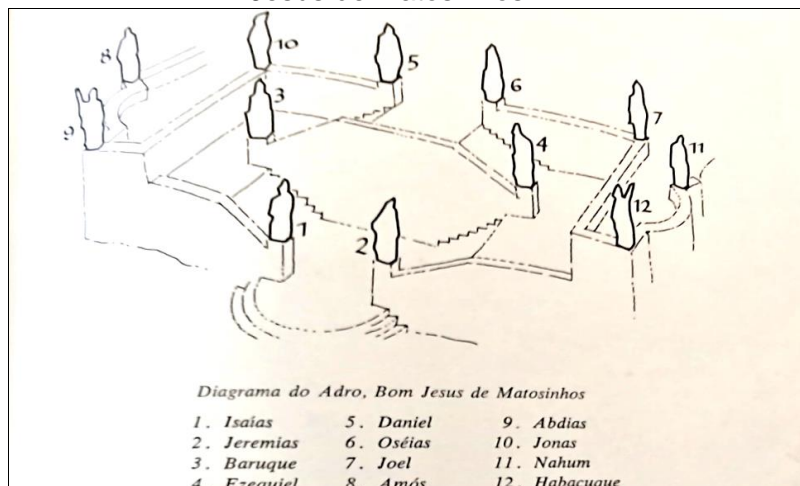 10
8
5
6
3
7
9
4
11
12
1
2
Diagrama do Adro, Bom Jesus de Matosinhos
1. Isaías 5. Daniel 9. Abdias
2. Jeremias 6. Oséias 10. Jonas
3. Baruque 7. Joel 11. Nahum
4. Ezequiel 8. Amós 12. Habacuque